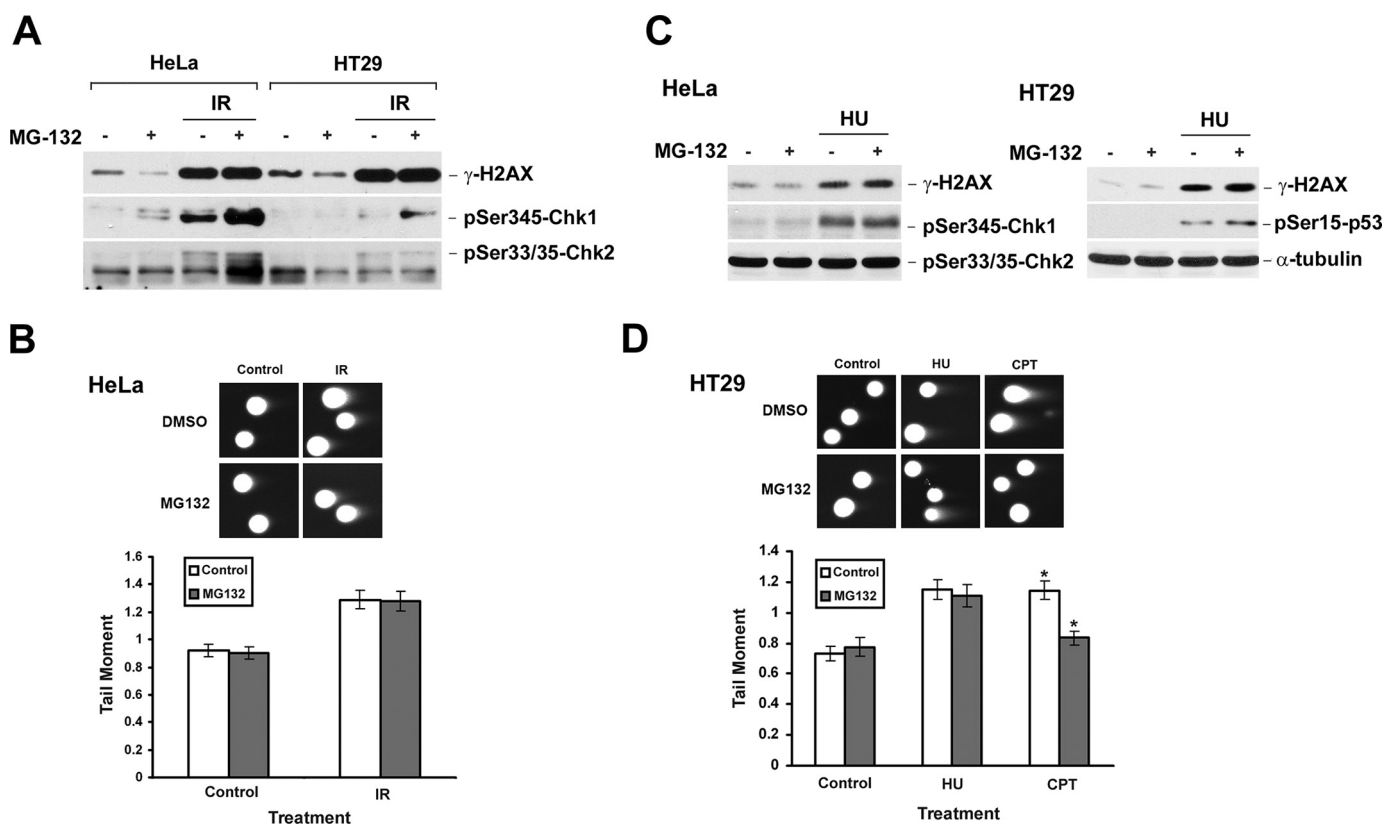 A
HeLa HT29
IR IR
MG-132 - + - + - + - +
γ-H2AX
pSer345-Chk1
pSer33/35-Chk2
B
HeLa
Control IR
DMSO
MG132
1.6
1.4
1.2
1
0.8
0.6
0.4
0.2
0
Tail Moment
Control
MG132
Control IR
Treatment
C
HeLa
HU
MG-132 - + - +
γ-H2AX
pSer345-Chk1
pSer33/35-Chk2
HT29
HU
MG-132 - + - +
γ-H2AX
pSer15-p53
α-tubulin
D
HT29
Control HU CPT
DMSO
MG132
1.4
1.2
1
0.8
0.6
0.4
0.2
0
Tail Moment
Control
MG132
*
*
Control HU CPT
Treatment